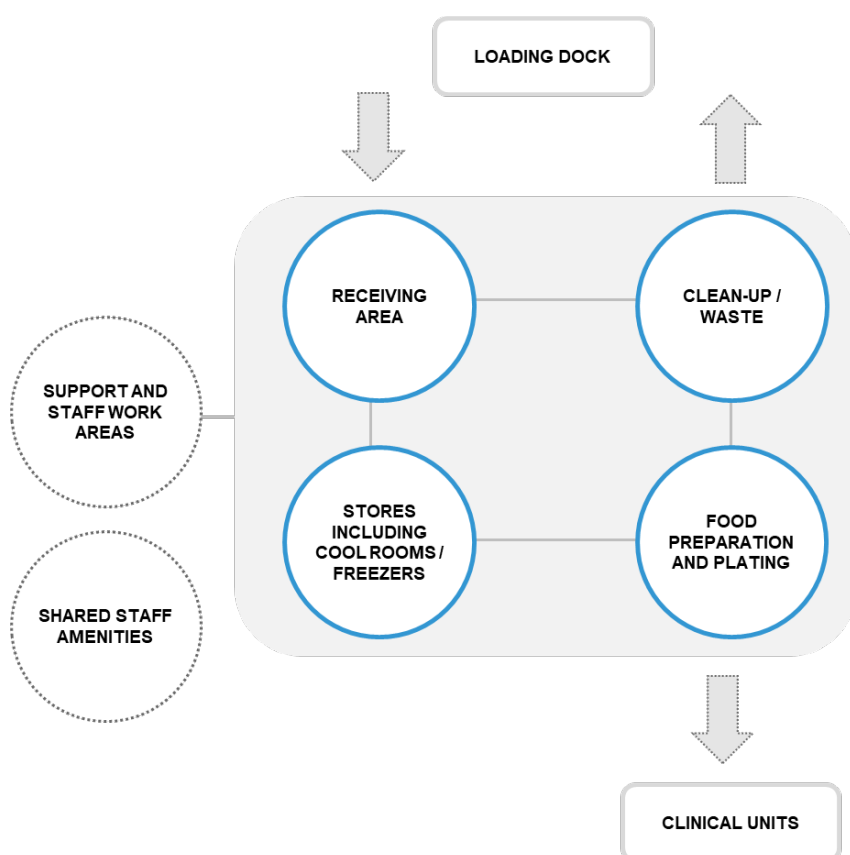 LOADING DOCK
RECEIVING
AREA
CLEAN-UP /
WASTE
SUPPORT AND
STAFF WORK
AREAS
STORES
INCLUDING
COOL ROOMS /
FREEZERS
FOOD
PREPARATION
AND PLATING
SHARED STAFF
AMENITIES
CLINICAL UNITS